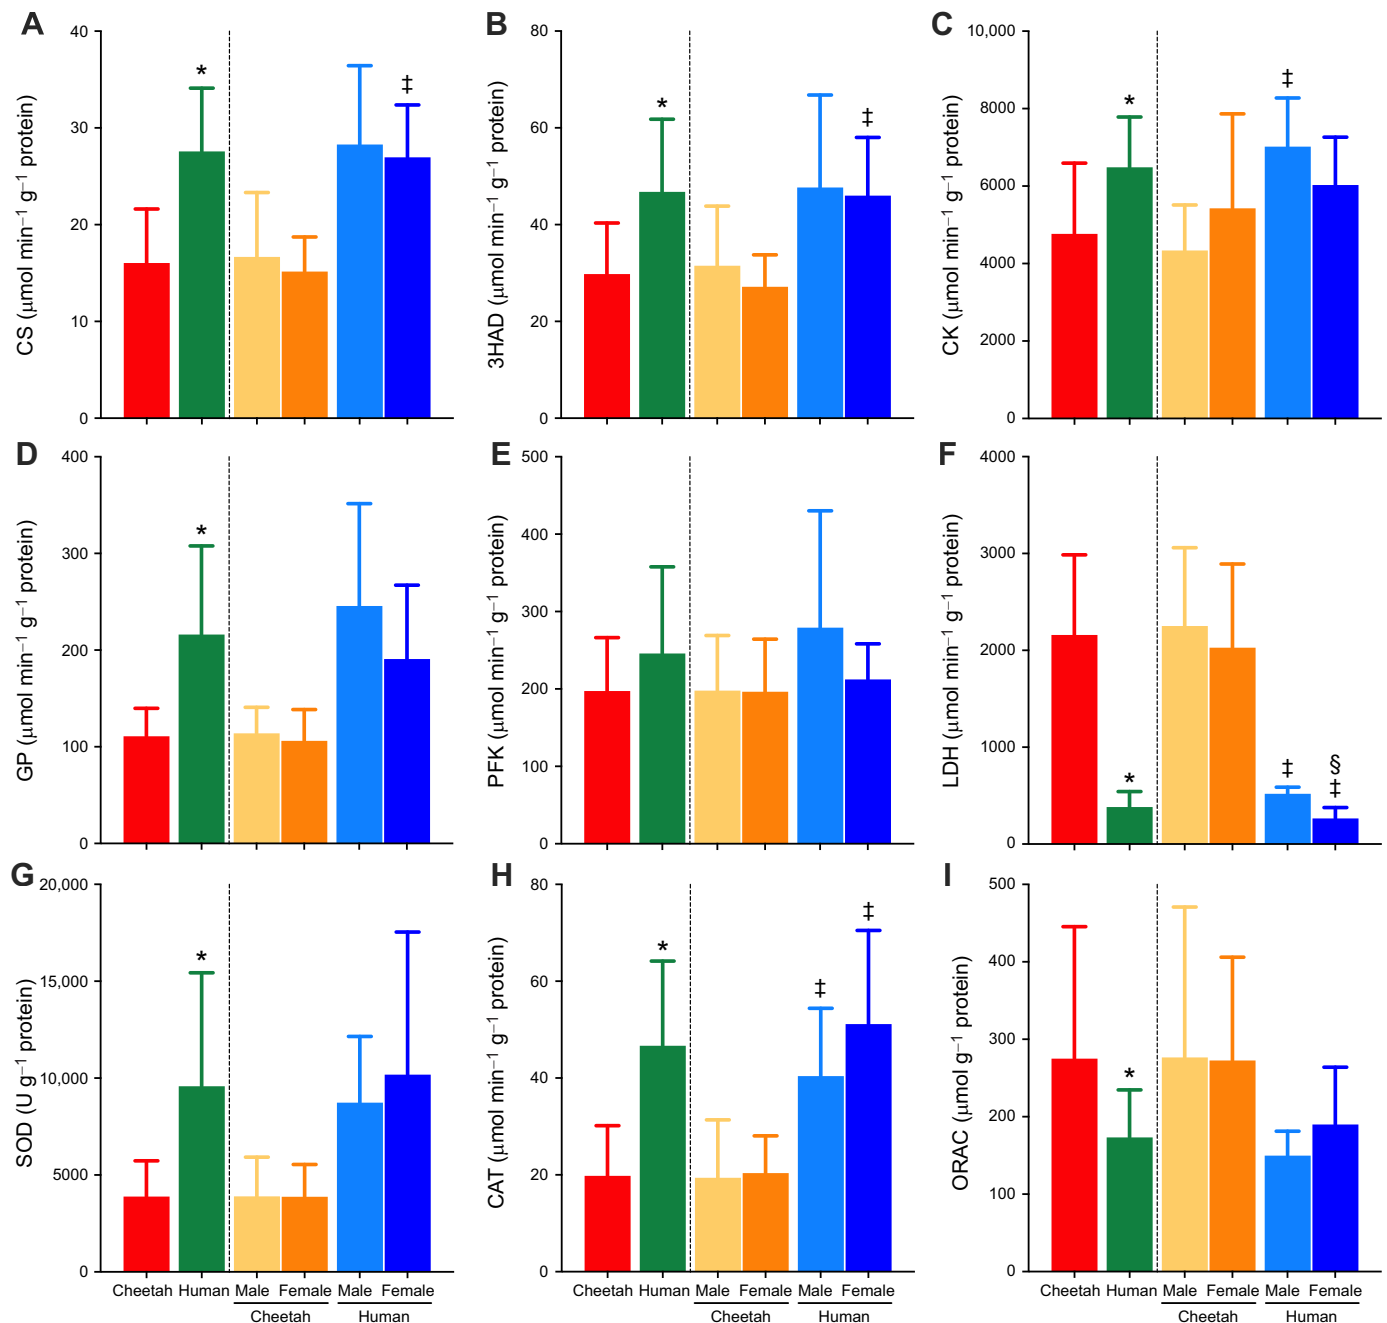 A
CS (μmol min⁻¹ g⁻¹ protein)
40
30
20
10
0
*
‡
B
3HAD (μmol min⁻¹ g⁻¹ protein)
80
60
40
20
0
*
‡
C
CK (μmol min⁻¹ g⁻¹ protein)
10,000
8000
6000
4000
2000
0
*
‡
D
GP (μmol min⁻¹ g⁻¹ protein)
400
300
200
100
0
*
E
PFK (μmol min⁻¹ g⁻¹ protein)
500
400
300
200
100
0
F
LDH (μmol min⁻¹ g⁻¹ protein)
4000
3000
2000
1000
0
*
‡
§
‡
G
SOD (U g⁻¹ protein)
20,000
15,000
10,000
5000
0
*
Cheetah Human Male Female Male Female
Cheetah Human
H
CAT (μmol min⁻¹ g⁻¹ protein)
80
60
40
20
0
*
‡
‡
Cheetah Human Male Female Male Female
Cheetah Human
I
ORAC (μmol g⁻¹ protein)
500
400
300
200
100
0
*
Cheetah Human Male Female Male Female
Cheetah Human